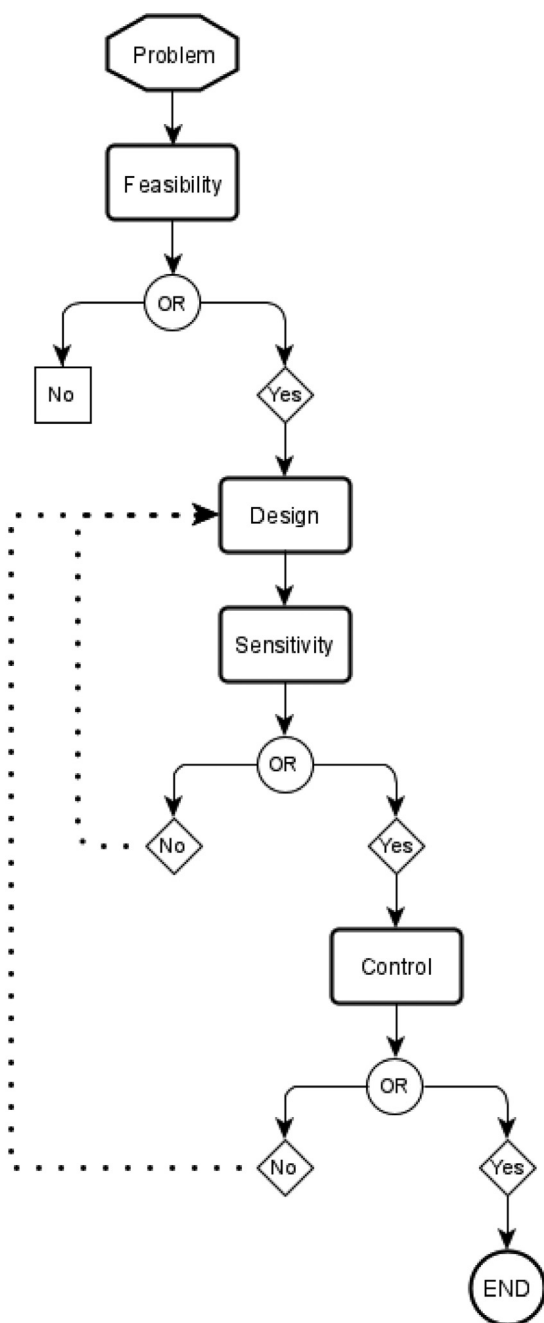 Problem
Feasibility
OR
No
Yes
Design
Sensitivity
OR
No
Yes
Control
OR
No
Yes
END